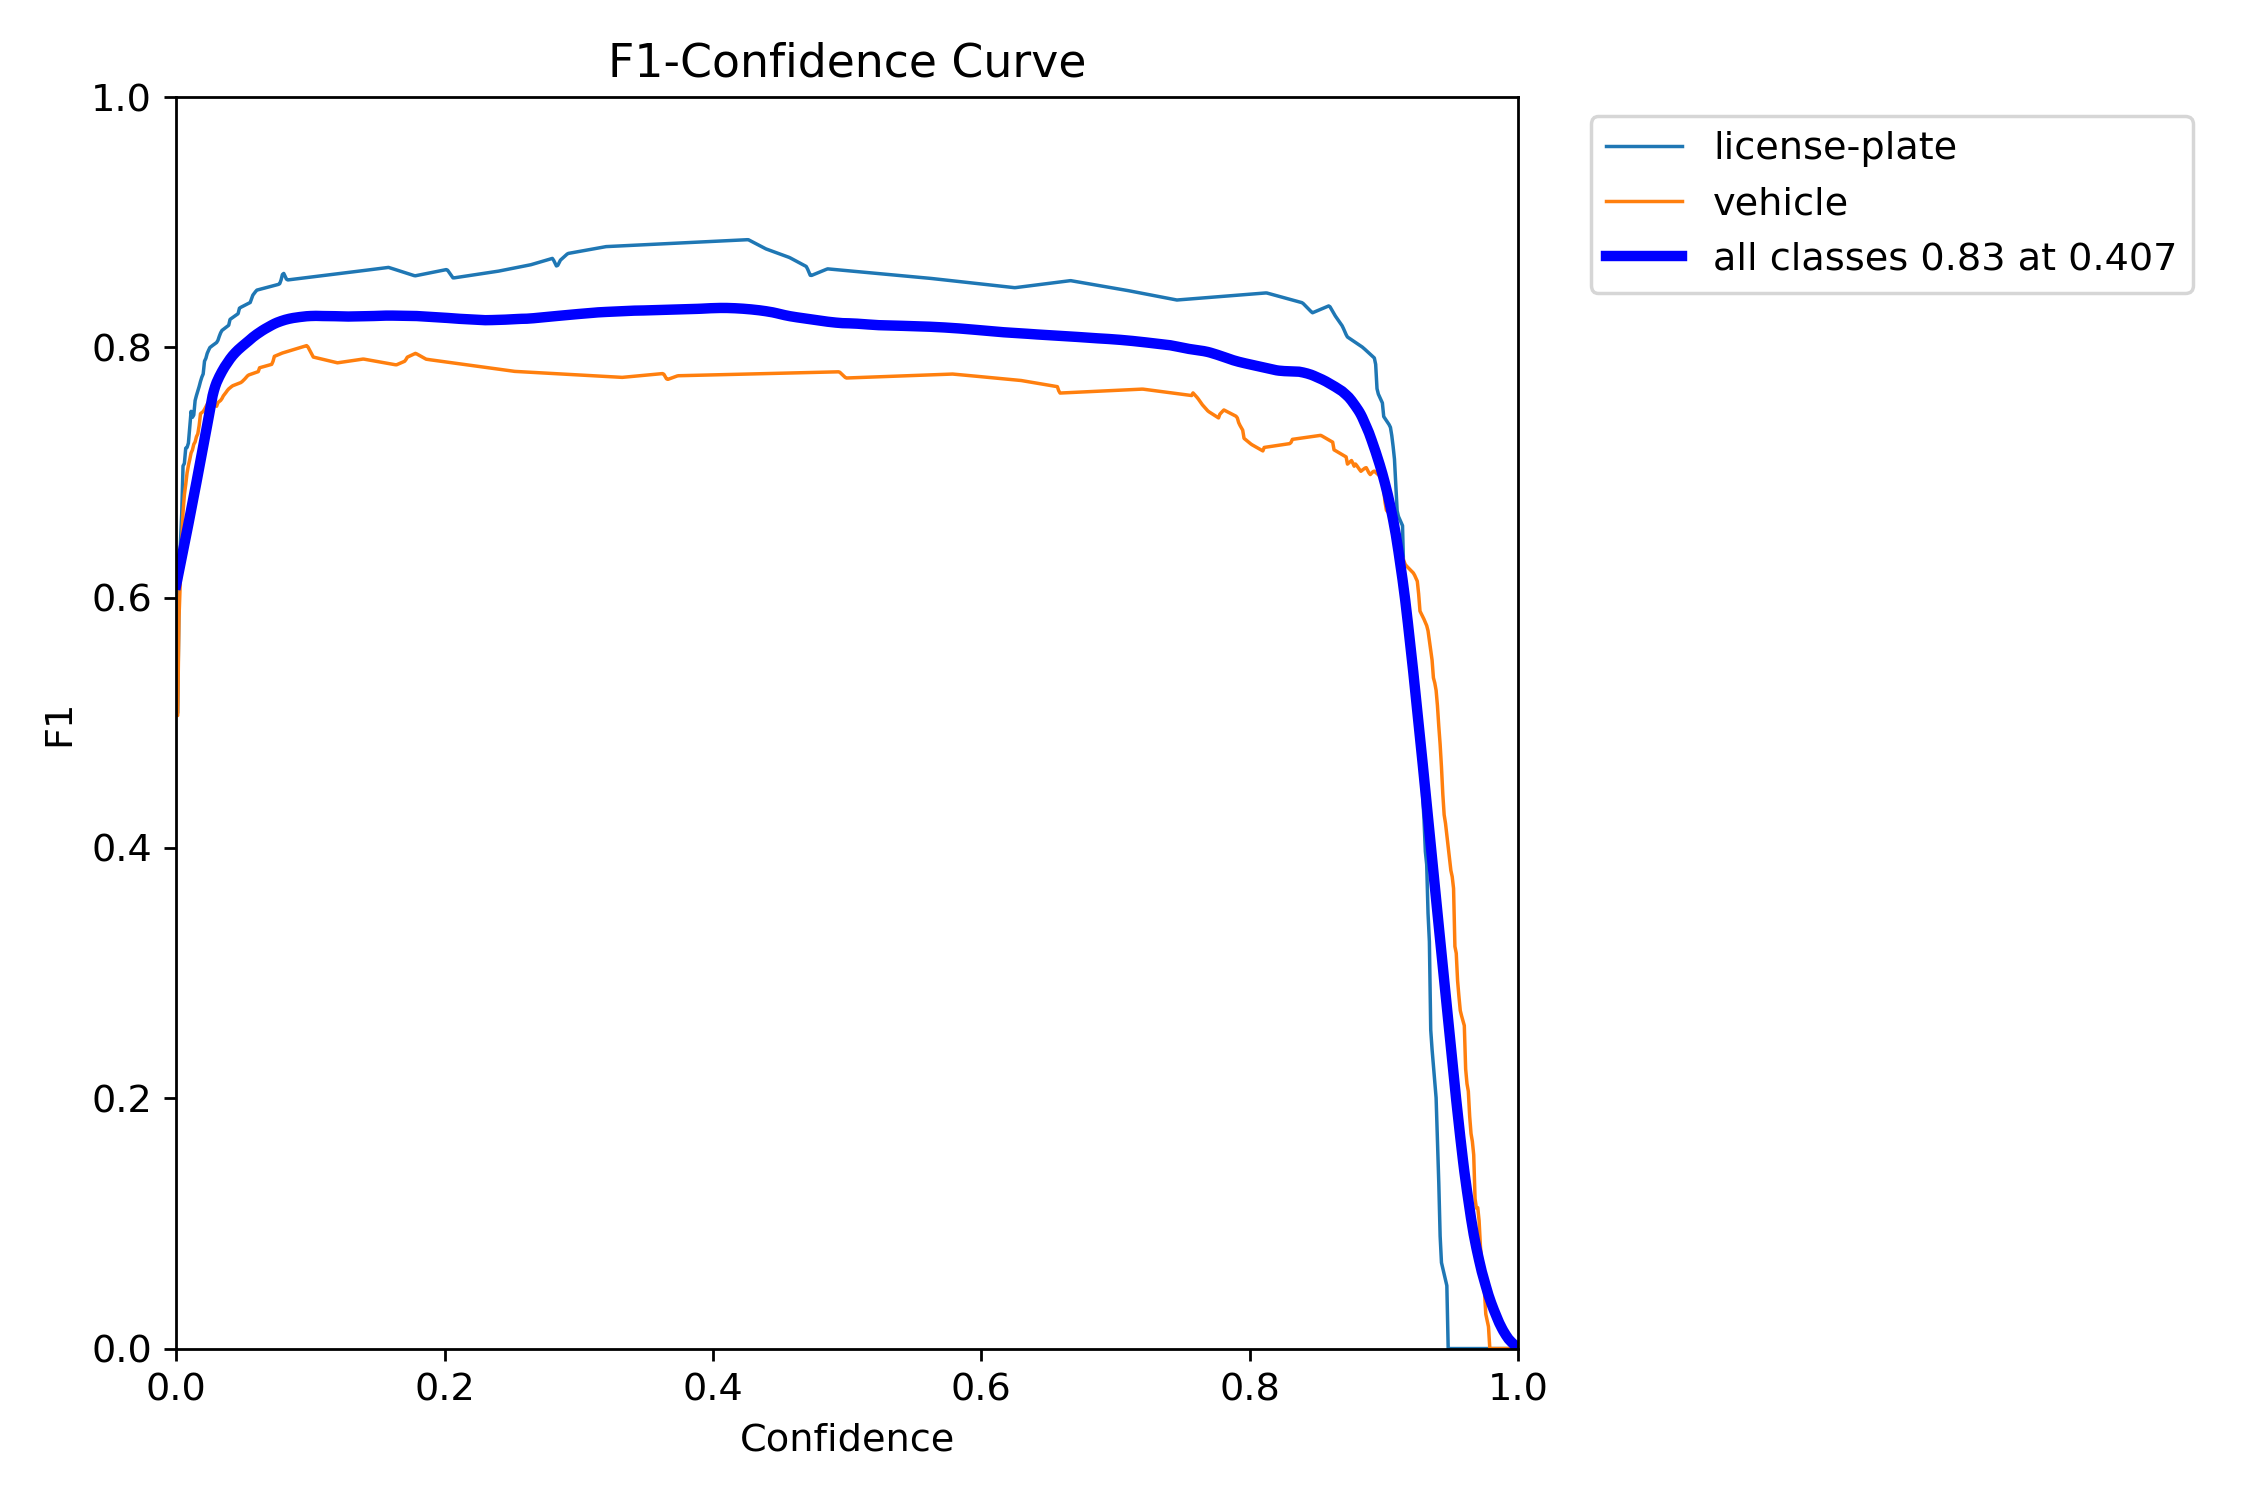 F1-Confidence Curve
1.0
0.8
0.6
0.4
0.2
0.0
F1
0.0 0.2 0.4 0.6 0.8 1.0
Confidence
license-plate
vehicle
all classes 0.83 at 0.407